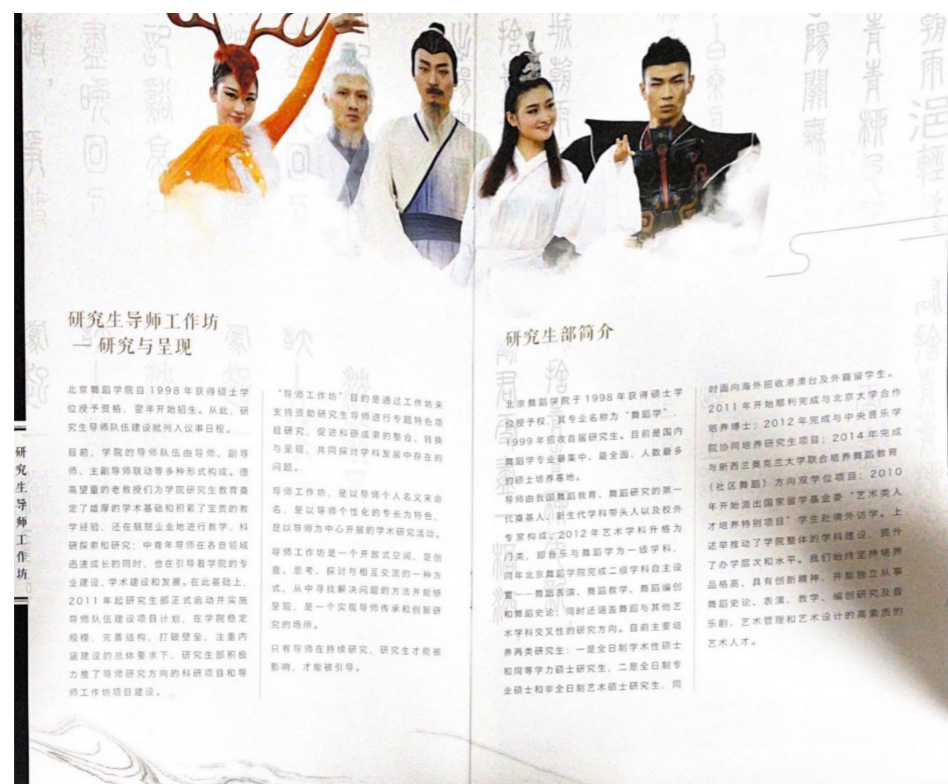 研究生导师工作坊
研究生导师工作坊
— 研究与呈现
北京舞蹈学院自1998年获得硕士学
位授予资格，翌年开始招生。从此，研
究生导师队伍建设就列入议事日程。
目前，学院的导师队伍由导师、副导
师、主副导师联动等多种形式构成。德
高望重的老教授们为学院研究生教育奠
定了雄厚的学术基础和积累了宝贵的教
学经验，还在兢兢业业地进行教学、科
研探索和研究；中青年导师在各自领域
迅速成长的同时，也在引导着学院的专
业建设、学术建设和发展。在此基础上，
2011年起研究生部正式启动并实施
导师队伍建设项目计划，在学院稳定
规模，完善结构，打破壁垒，注重内
涵建设的总体要求下，研究生部积极
力推了导师研究方向的科研项目和导
师工作坊项目建设。
“导师工作坊”目的是通过工作坊来
支持资助研究生导师进行专题特色项
目研究，促进科研成果的整合、转换
与呈现，共同探讨学科发展中存在的
问题。
导师工作坊，是以导师个人名义来命
名，是以导师个性化的专长为特色，
是以导师为中心开展的学术研究活动。
导师工作坊是一个开放式空间，是创
意、思考、探讨与相互交流的一种方
式，从中寻找解决问题的方法并能够
呈现，是一个实现导师传承和创新研
究的场所。
只有导师在持续研究，研究生才能被
影响，才能被引导。
研究生部简介
北京舞蹈学院于1998年获得硕士学
位授予权，其专业名称为“舞蹈学”，
1999年招收首届研究生。目前是国内
舞蹈学专业最集中、最全面、人数最多
的硕士培养基地。
导师由我国舞蹈教育、舞蹈研究的第一
代奠基人、新生代学科带头人以及校外
专家构成。2012年艺术学科升格为
门类，部音乐与舞蹈学为一级学科，
同年北京舞蹈学院完成二级学科自主设
置——舞蹈表演、舞蹈教学、舞蹈编创
和舞蹈史论；同时还涵盖舞蹈与其他艺
术学科交叉性的研究方向。目前主要培
养两类研究生：一是全日制学术性硕士
和同等学力硕士研究生，二是全日制专
业硕士和非全日制艺术硕士研究生，同
时面向海外招收港澳台及外籍留学生。
2011年开始顺利完成与北京大学合作
培养博士；2012年完成与中央音乐学
院协同培养研究生项目；2014年完成
与新西兰奥克兰大学联合培养舞蹈教育
（社区舞蹈）方向双学位项目；2010
年开始派出国家留学基金委“艺术类人
才培养特别项目”学生赴境外访学。上
述举措推动了学院整体的学科建设，提升
了办学层次和水平。我们始终坚持培养
品格高，具有创新精神，并能独立从事
舞蹈史论、表演、教学、编创研究及音
乐剧、艺术管理和艺术设计的高素质的
艺术人才。